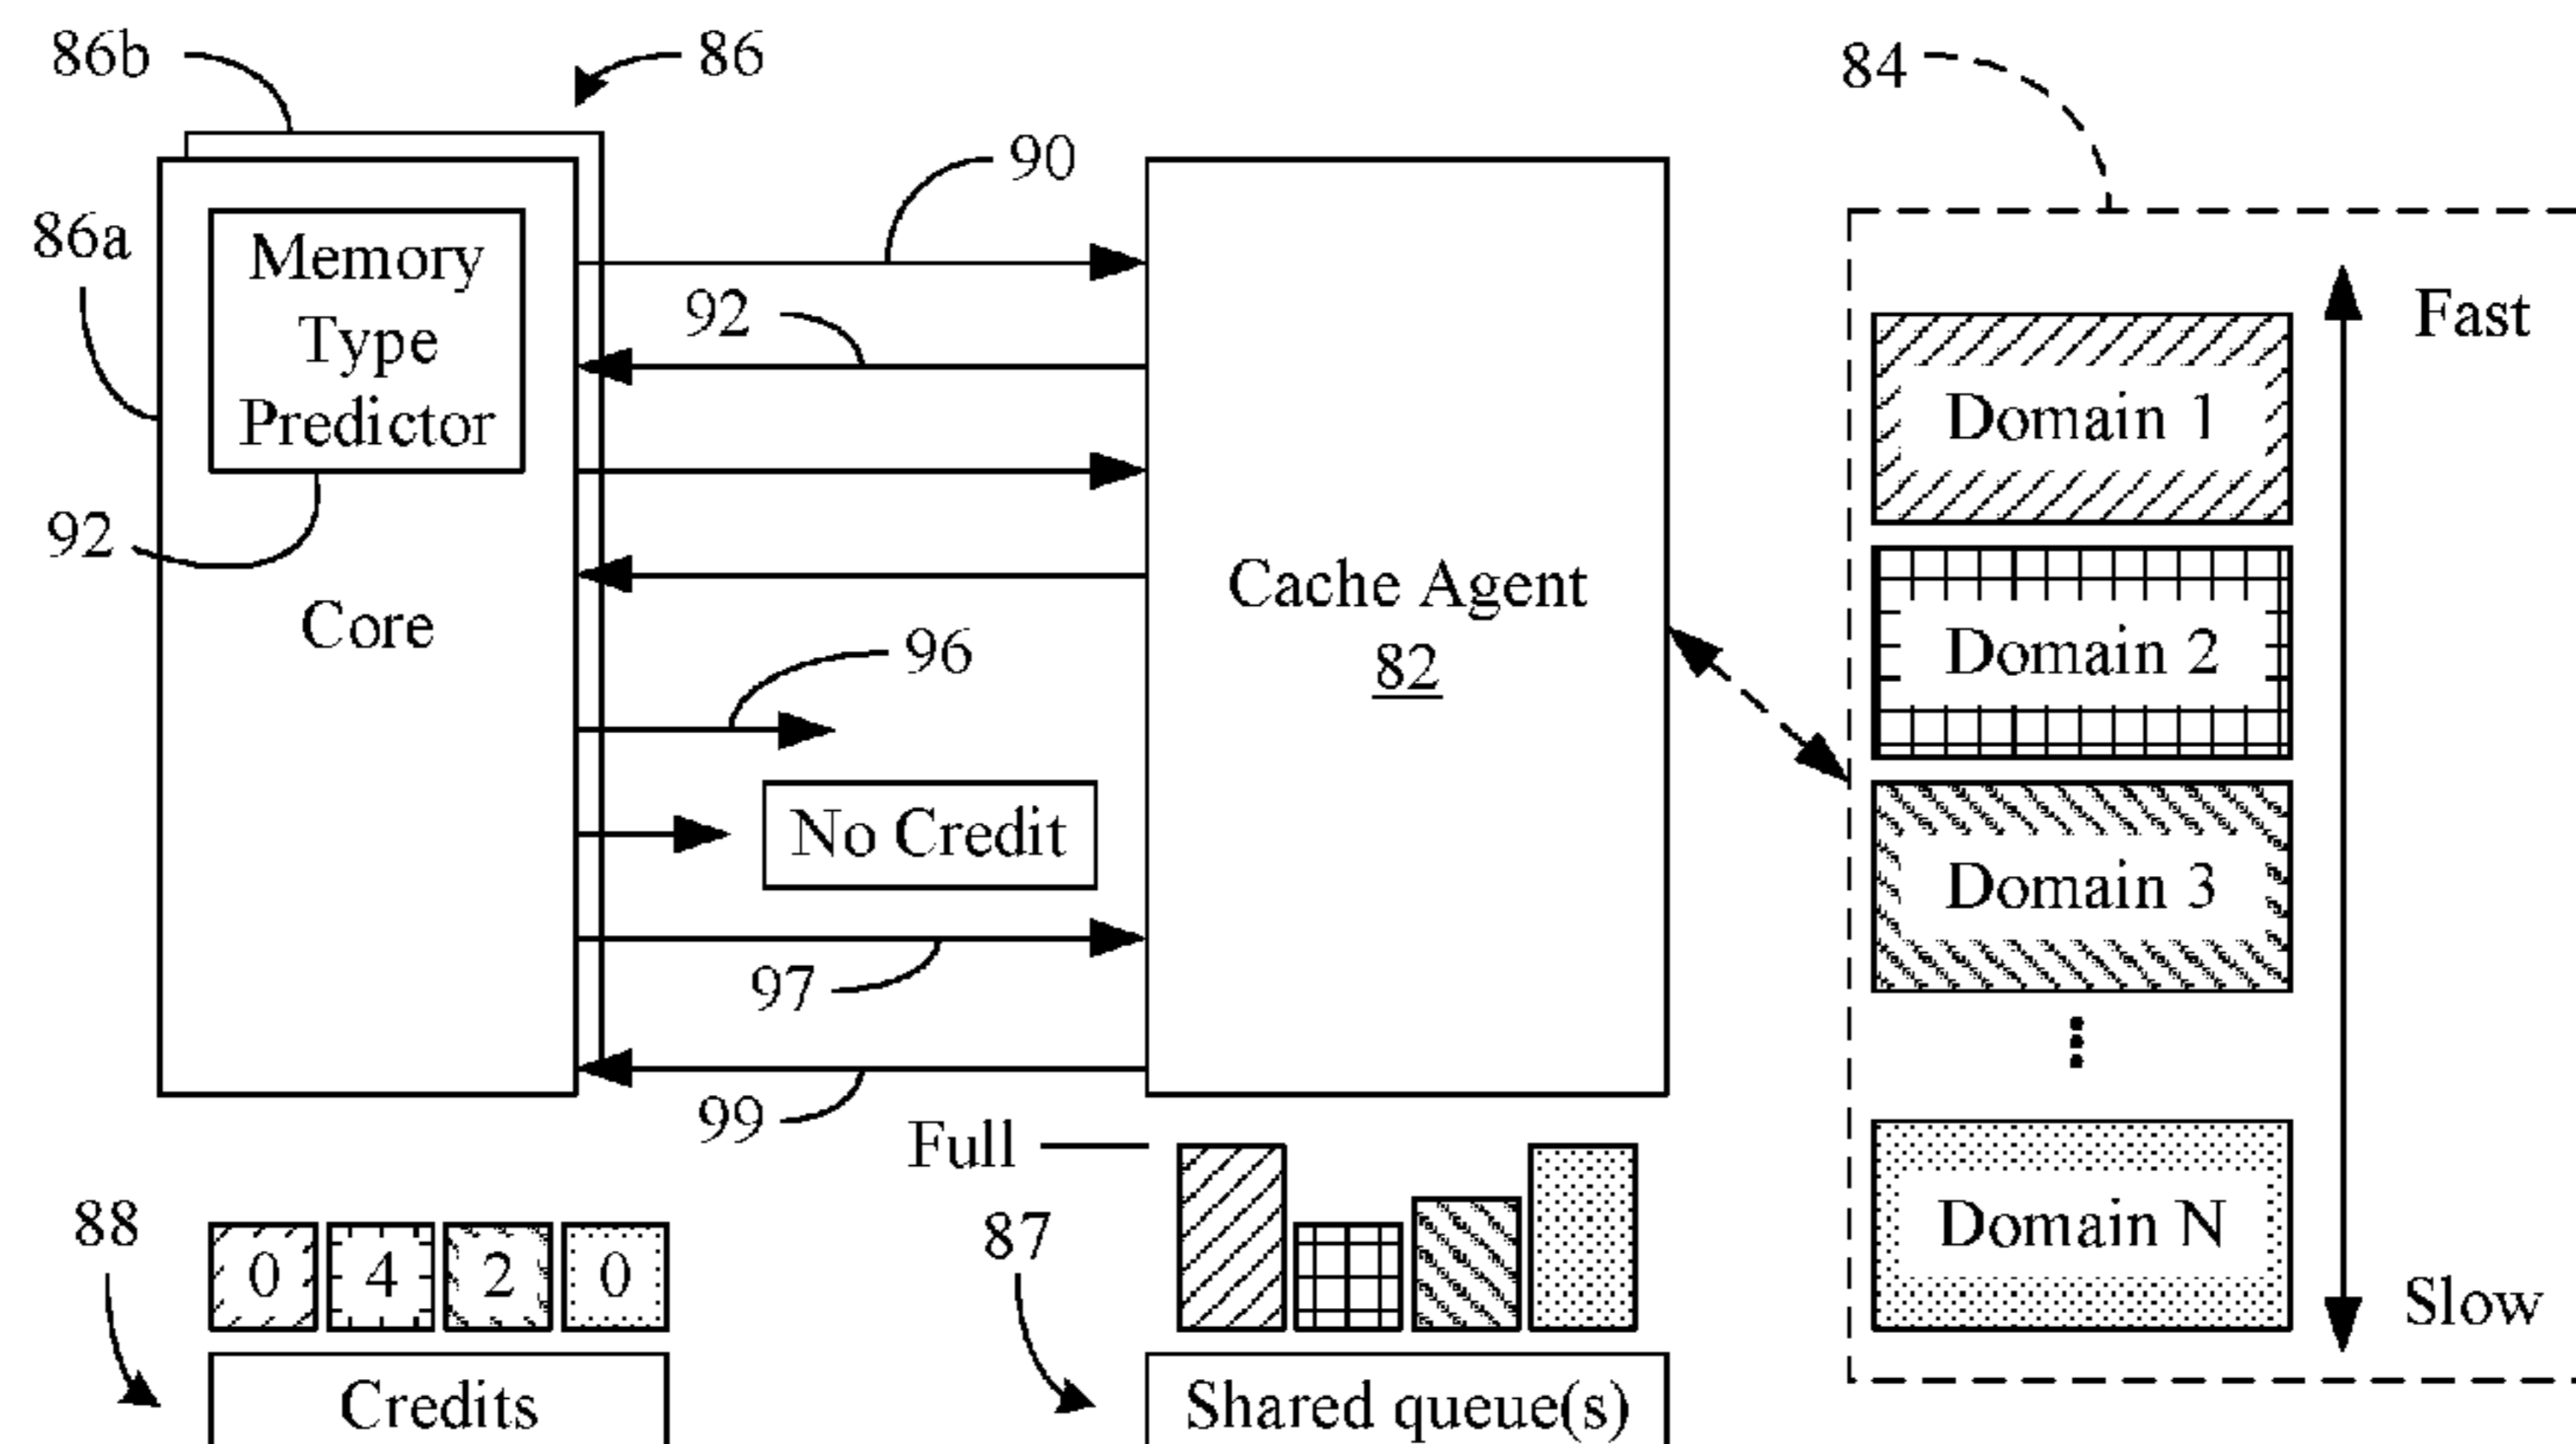 86b
86
84
90
86a
Memory
Type
Predictor
92
Fast
Domain 1
92
Core
Cache Agent
82
96
Domain 2
No Credit
Domain 3
97
99
Full
88
0 4 2 0
87
Domain N
Slow
Credits
Shared queue(s)